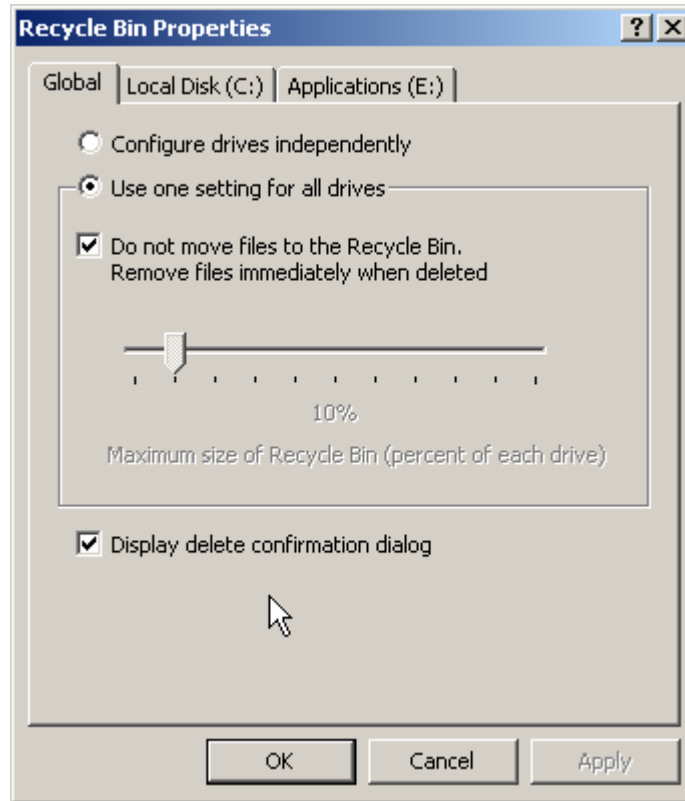 Recycle Bin Properties
Global Local Disk (C:) Applications (E:)
Configure drives independently
Use one setting for all drives
Do not move files to the Recycle Bin.
Remove files immediately when deleted
10%
Maximum size of Recycle Bin (percent of each drive)
Display delete confirmation dialog
OK Cancel Apply